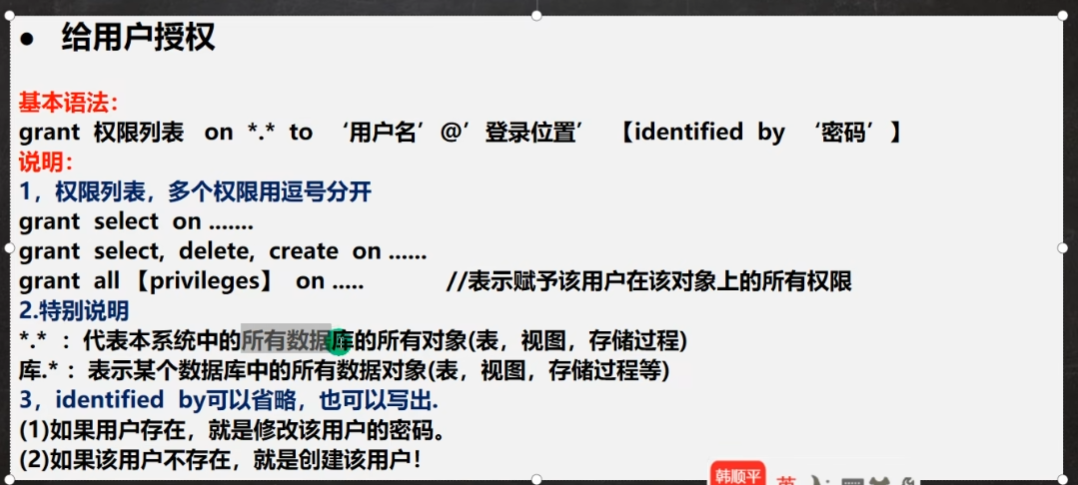 ● 给用户授权
基本语法：
grant 权限列表 on *.* to ‘用户名’@’登录位置’ 【identified by ‘密码’】
说明：
1，权限列表，多个权限用逗号分开
grant select on .......
grant select, delete, create on ......
grant all 【privileges】 on ..... //表示赋予该用户在该对象上的所有权限
2.特别说明
*.* ：代表本系统中的所有数据库的所有对象(表，视图，存储过程)
库.* ：表示某个数据库中的所有数据对象(表，视图，存储过程等)
3，identified by可以省略，也可以写出.
(1)如果用户存在，就是修改该用户的密码。
(2)如果该用户不存在，就是创建该用户！
韩顺平
英